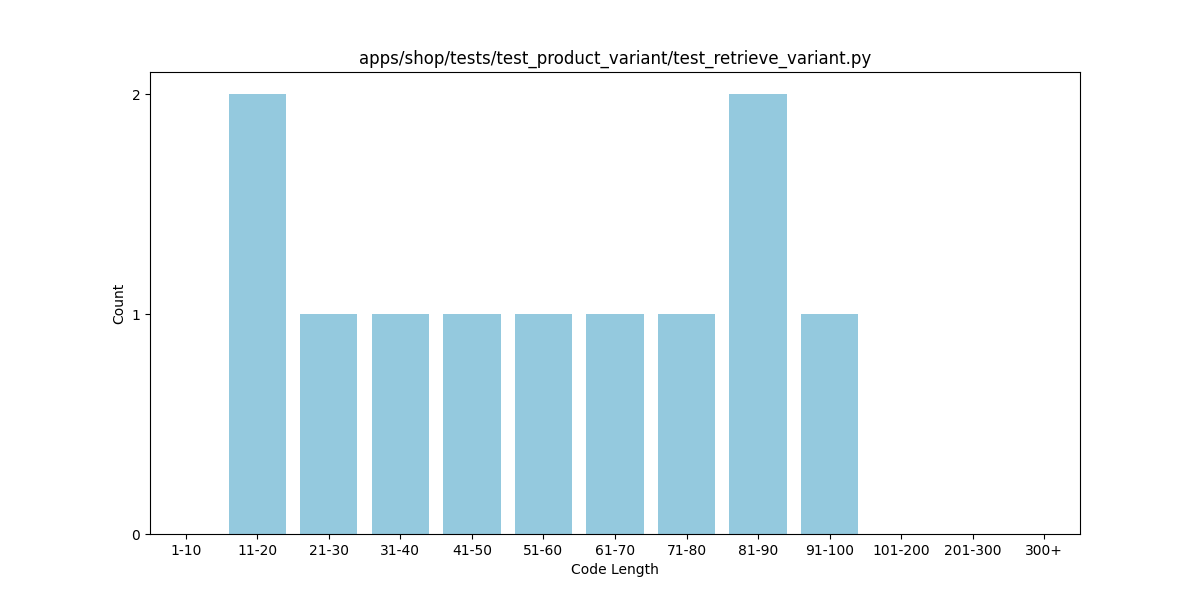 apps/shop/tests/test_product_variant/test_retrieve_variant.py
2
1
0
Count
1-10 11-20 21-30 31-40 41-50 51-60 61-70 71-80 81-90 91-100 101-200 201-300 300+
Code Length